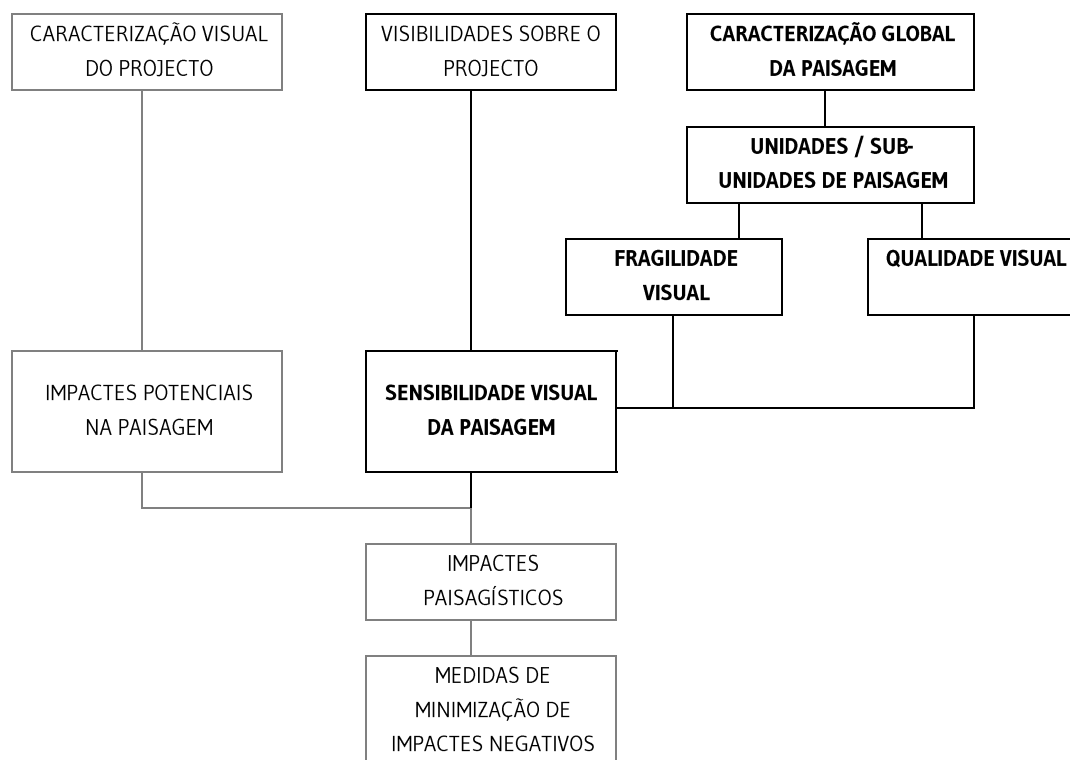 CARACTERIZAÇÃO VISUAL
DO PROJECTO
VISIBILIDADES SOBRE O
PROJECTO
CARACTERIZAÇÃO GLOBAL
DA PAISAGEM
UNIDADES / SUB-
UNIDADES DE PAISAGEM
FRAGILIDADE
VISUAL
QUALIDADE VISUAL
IMPACTES POTENCIAIS
NA PAISAGEM
SENSIBILIDADE VISUAL
DA PAISAGEM
IMPACTES
PAISAGÍSTICOS
MEDIDAS DE
MINIMIZAÇÃO DE
IMPACTES NEGATIVOS